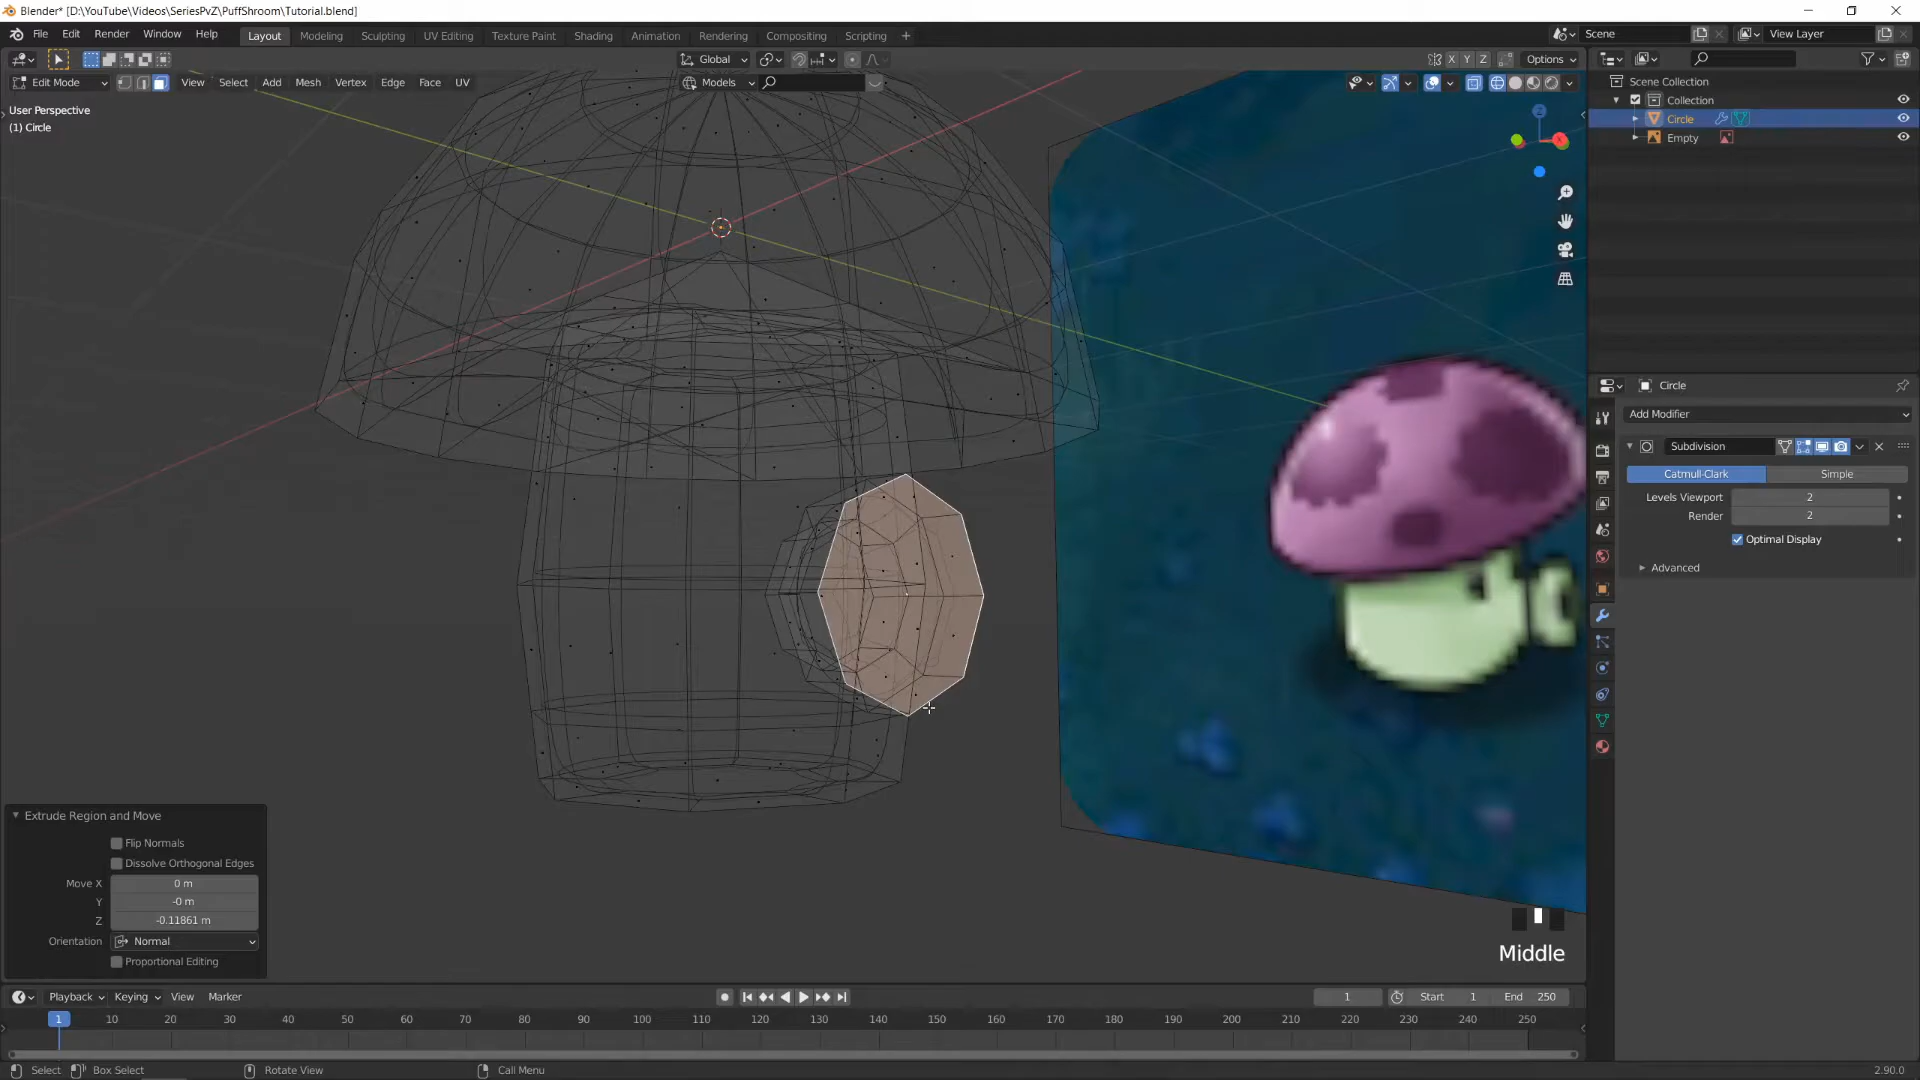 Blender* [D:\YouTube\Videos\SeriesPvZ\PuffShroom\Tutorial.blend]
File Edit Render Window Help Layout Modeling Sculpting UV Editing Texture Paint Shading Animation Rendering Compositing Scripting + Scene View Layer
Global X Y Z Options
Edit Mode View Select Add Mesh Vertex Edge Face UV Models
Scene Collection
Collection
Circle
Empty
User Perspective
(1) Circle
Circle
Add Modifier
Subdivision
Catmull-Clark Simple
Levels Viewport 2
Render 2
Optimal Display
Advanced
Extrude Region and Move
Flip Normals
Dissolve Orthogonal Edges
Move X 0 m
Y -0 m
Z -0.11861 m
Orientation Normal
Proportional Editing
Middle
Playback Keying View Marker 1 Start 1 End 250
1 10 20 30 40 50 60 70 80 90 100 110 120 130 140 150 160 170 180 190 200 210 220 230 240 250
Select Box Select Rotate View Call Menu 2.90.0